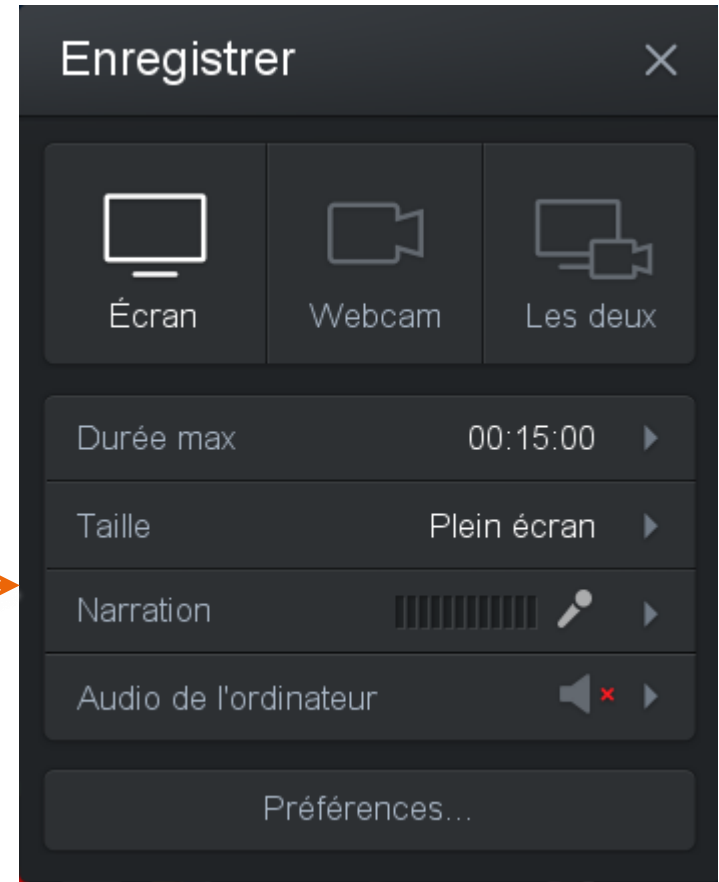 Enregistrer
Écran
Webcam
Les deux
Durée max 00:15:00
Taille Plein écran
Narration
Audio de l'ordinateur
Préférences...